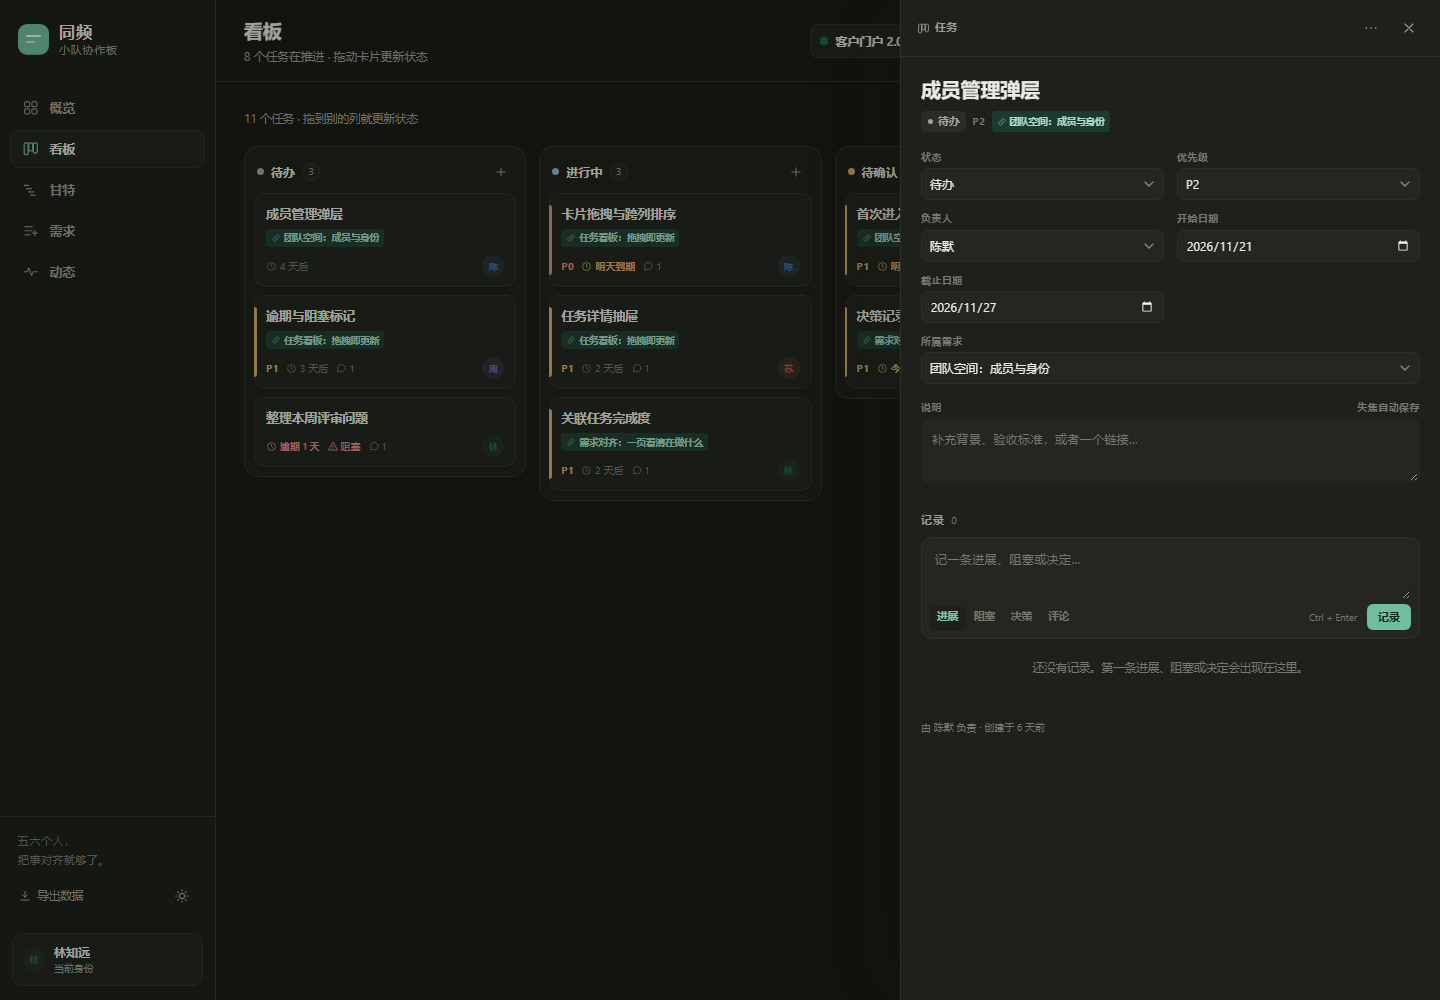 同频
小队协作板
概览
看板
甘特
需求
动态
五六个人，
把事对齐就够了。
导出数据
林
林知远
当前身份
看板
8 个任务在推进 · 拖动卡片更新状态
客户门户 2.0
11 个任务 · 拖到别的列就更新状态
待办 3
成员管理弹层
团队空间：成员与身份
4 天后
陈
逾期与阻塞标记
任务看板：拖拽即更新
P1 3 天后 1
周
整理本周评审问题
逾期 1 天 阻塞 1
林
进行中 3
卡片拖拽与跨列排序
任务看板：拖拽即更新
P0 明天到期 1
陈
任务详情抽屉
任务看板：拖拽即更新
P1 2 天后 1
苏
关联任务完成度
需求对齐：一页看清在做什么
P1 2 天后 1
林
待确认
首次进
团队空
P1 明
决策记
需求对
P1 今
任务
成员管理弹层
待办 P2 团队空间：成员与身份
状态
待办
优先级
P2
负责人
陈默
开始日期
2026/11/21
截止日期
2026/11/27
所属需求
团队空间：成员与身份
说明 失焦自动保存
补充背景、验收标准，或者一个链接...
记录 0
记一条进展、阻塞或决定...
进展 阻塞 决策 评论 Ctrl + Enter 记录
还没有记录。第一条进展、阻塞或决定会出现在这里。
由 陈默 负责 · 创建于 6 天前